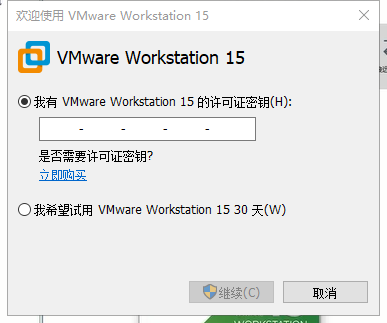 欢迎使用 VMware Workstation 15
VMware Workstation 15
我有 VMware Workstation 15 的许可证密钥(H):
- - - -
是否需要许可证密钥?
立即购买
我希望试用 VMware Workstation 15 30 天(W)
继续(C)
取消
WORKSTATION